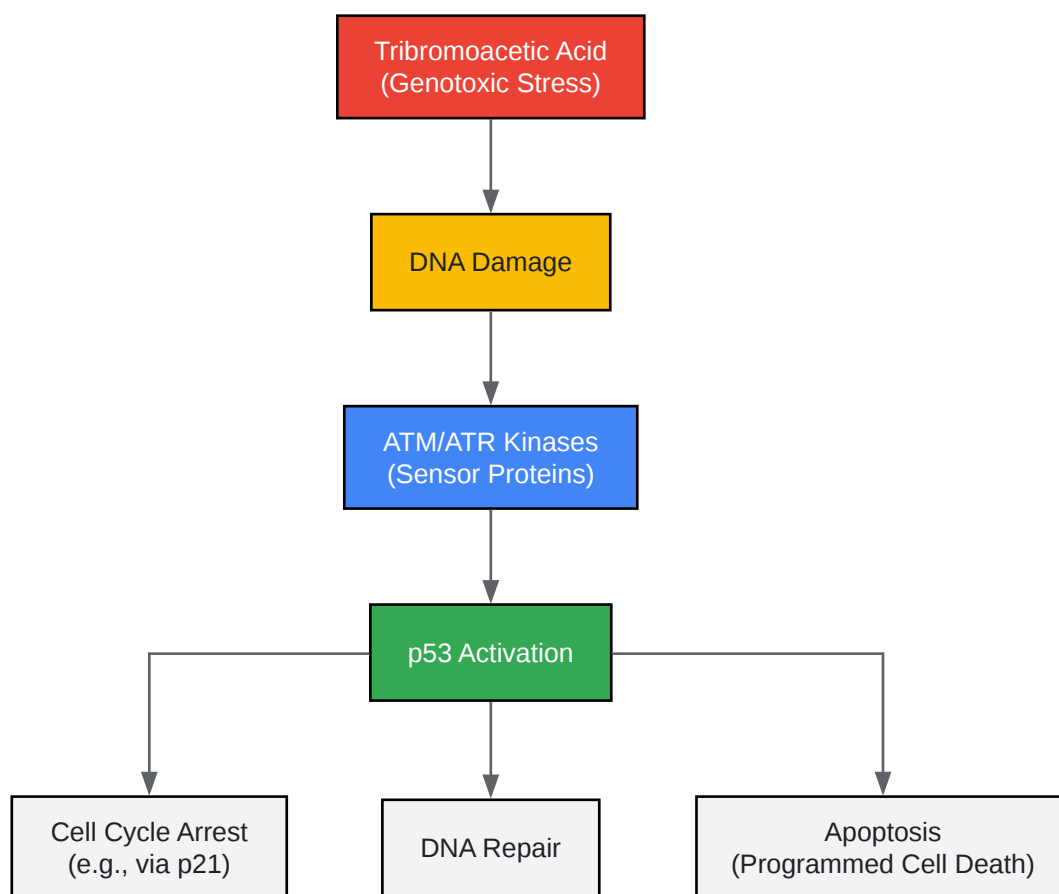 Tribromoacetic Acid
(Genotoxic Stress)
DNA Damage
ATM/ATR Kinases
(Sensor Proteins)
p53 Activation
Cell Cycle Arrest
(e.g., via p21)
DNA Repair
Apoptosis
(Programmed Cell Death)